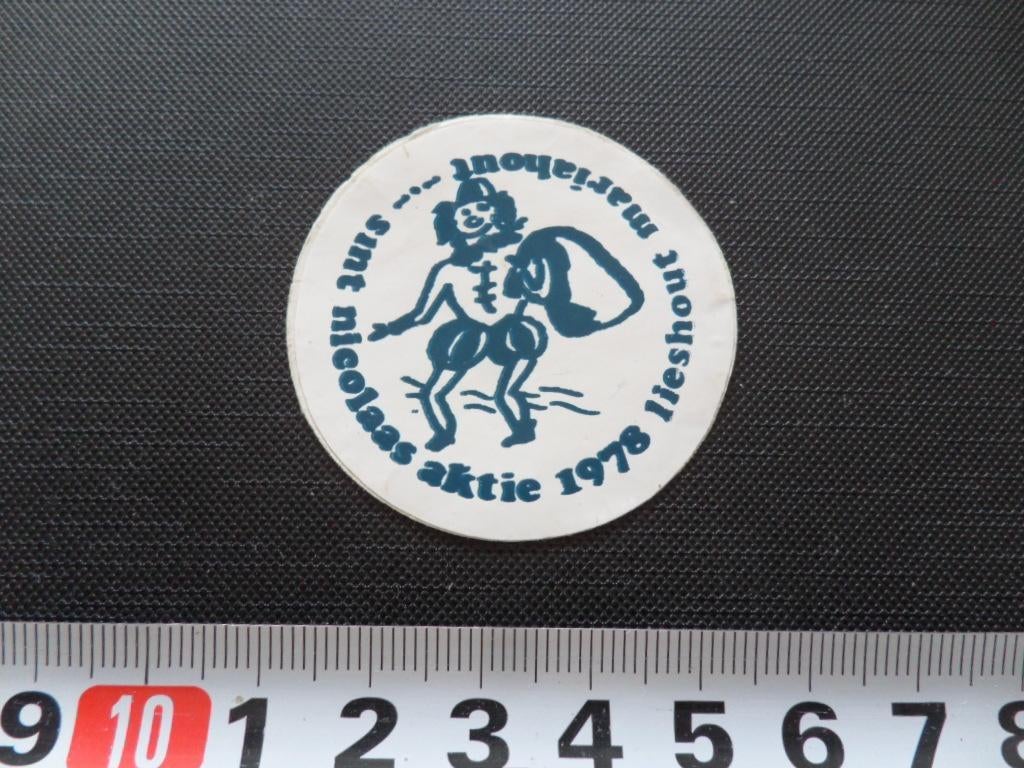 sint nicolaas aktie 1978 lieshout mariahout ...
9 10 1 2 3 4 5 6 7 8